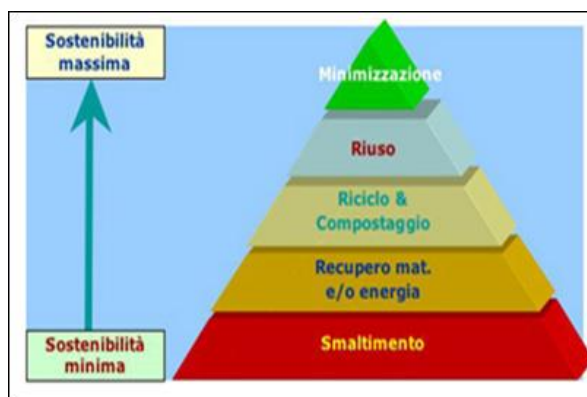 Sostenibilità
massima
Minimizzazione
Riuso
Riciclo &
Compostaggio
Recupero mat.
e/o energia
Smaltimento
Sostenibilità
minima